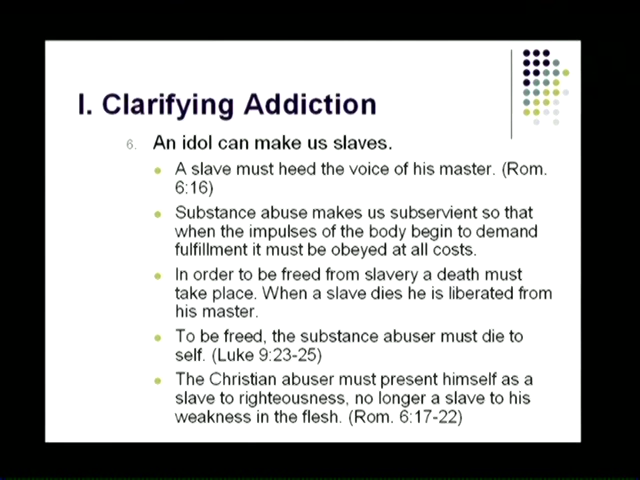 I. Clarifying Addiction
6. An idol can make us slaves.
A slave must heed the voice of his master. (Rom.
6:16)
Substance abuse makes us subservient so that
when the impulses of the body begin to demand
fulfillment it must be obeyed at all costs.
In order to be freed from slavery a death must
take place. When a slave dies he is liberated from
his master.
To be freed, the substance abuser must die to
self. (Luke 9:23-25)
The Christian abuser must present himself as a
slave to righteousness, no longer a slave to his
weakness in the flesh. (Rom. 6:17-22)